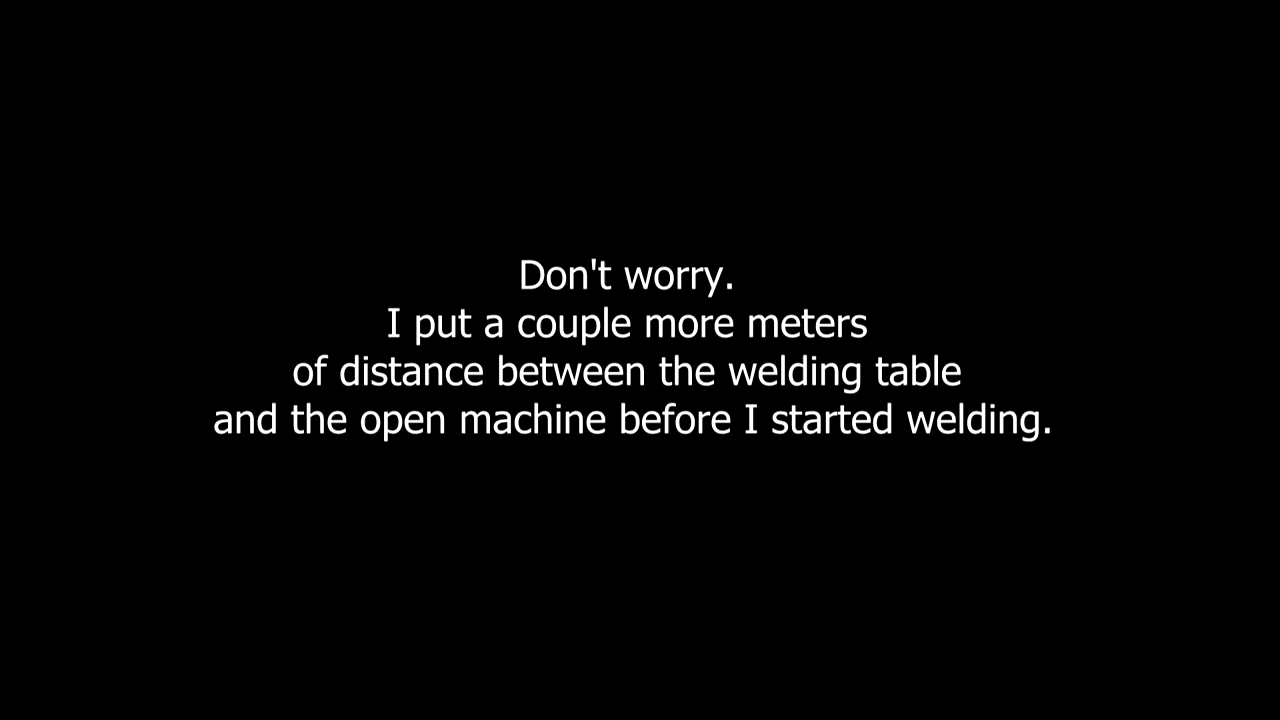 Don't worry.
I put a couple more meters
of distance between the welding table
and the open machine before I started welding.